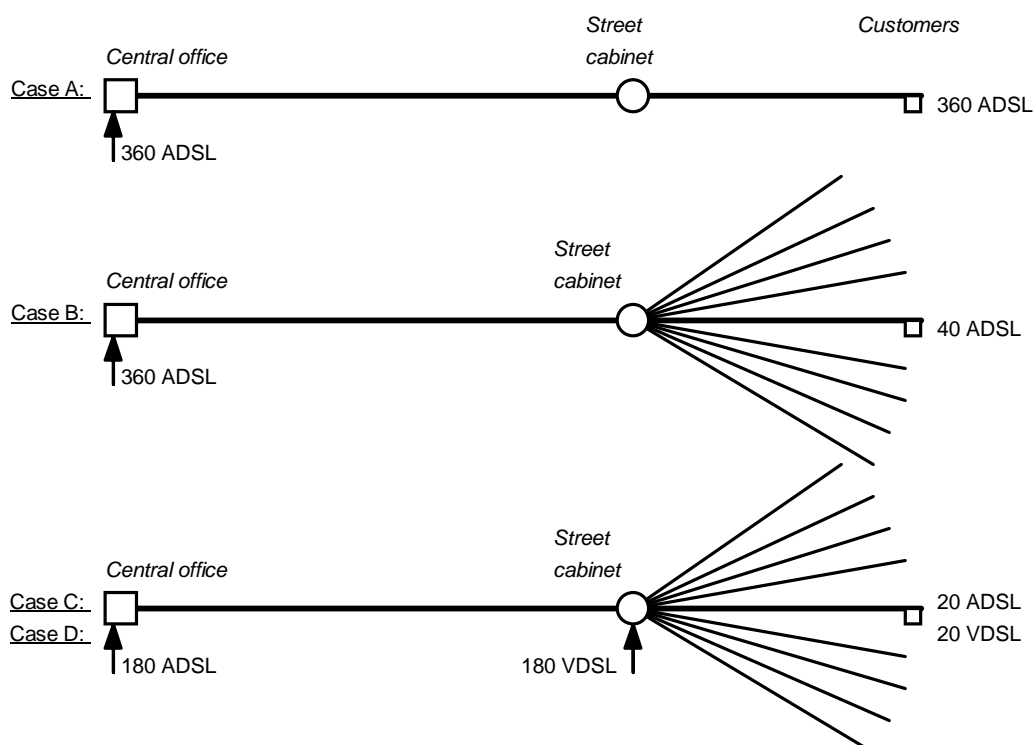 Street
cabinet
Customers
Central office
Case A:
360 ADSL
360 ADSL
Street
cabinet
Central office
Case B:
40 ADSL
360 ADSL
Street
cabinet
Central office
Case C:
20 ADSL
Case D:
20 VDSL
180 ADSL
180 VDSL